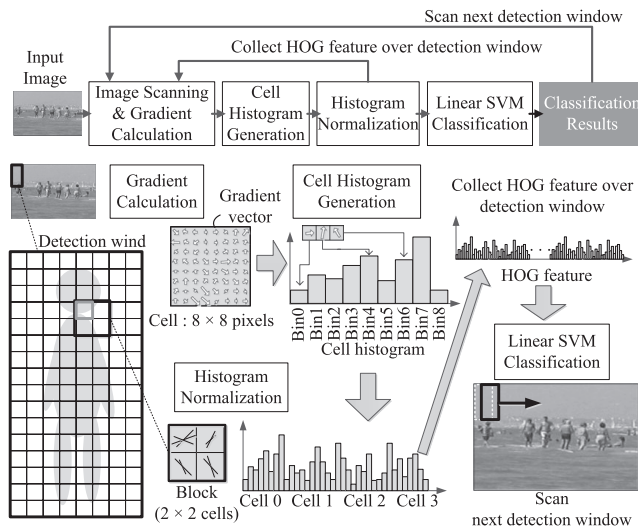 Scan next detection window
Collect HOG feature over detection window
Input
Image
Image Scanning
& Gradient
Calculation
Cell
Histogram
Generation
Histogram
Normalization
Linear SVM
Classification
Classification
Results
Gradient
Calculation
Gradient
vector
Cell Histogram
Generation
Collect HOG feature over
detection window
Detection wind
HOG feature
Cell : 8 × 8 pixels
Bin0
Bin1
Bin2
Bin3
Bin4
Bin5
Bin6
Bin7
Bin8
Cell histogram
Linear SVM
Classification
Histogram
Normalization
Block
(2 × 2 cells)
Cell 0 Cell 1 Cell 2 Cell 3
Scan
next detection window